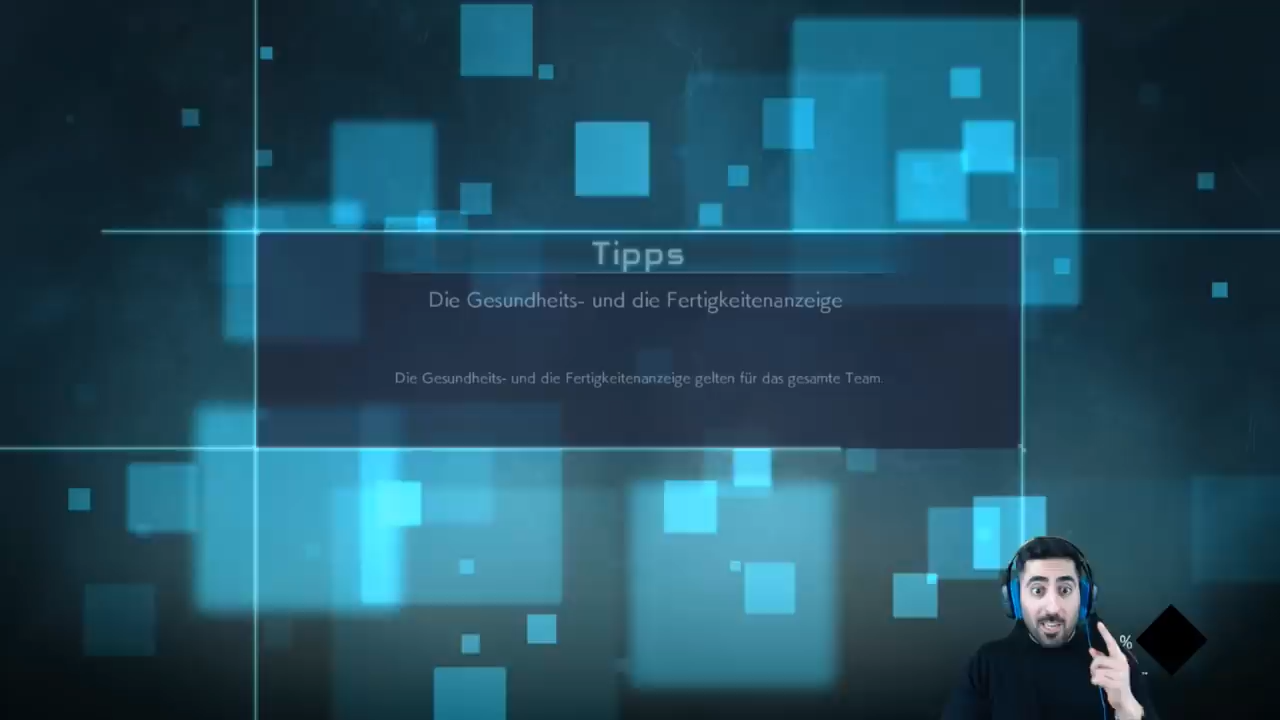 Tipps
Die Gesundheits- und die Fertigkeitenanzeige
Die Gesundheits- und die Fertigkeitenanzeige gelten für das gesamte Team.
%